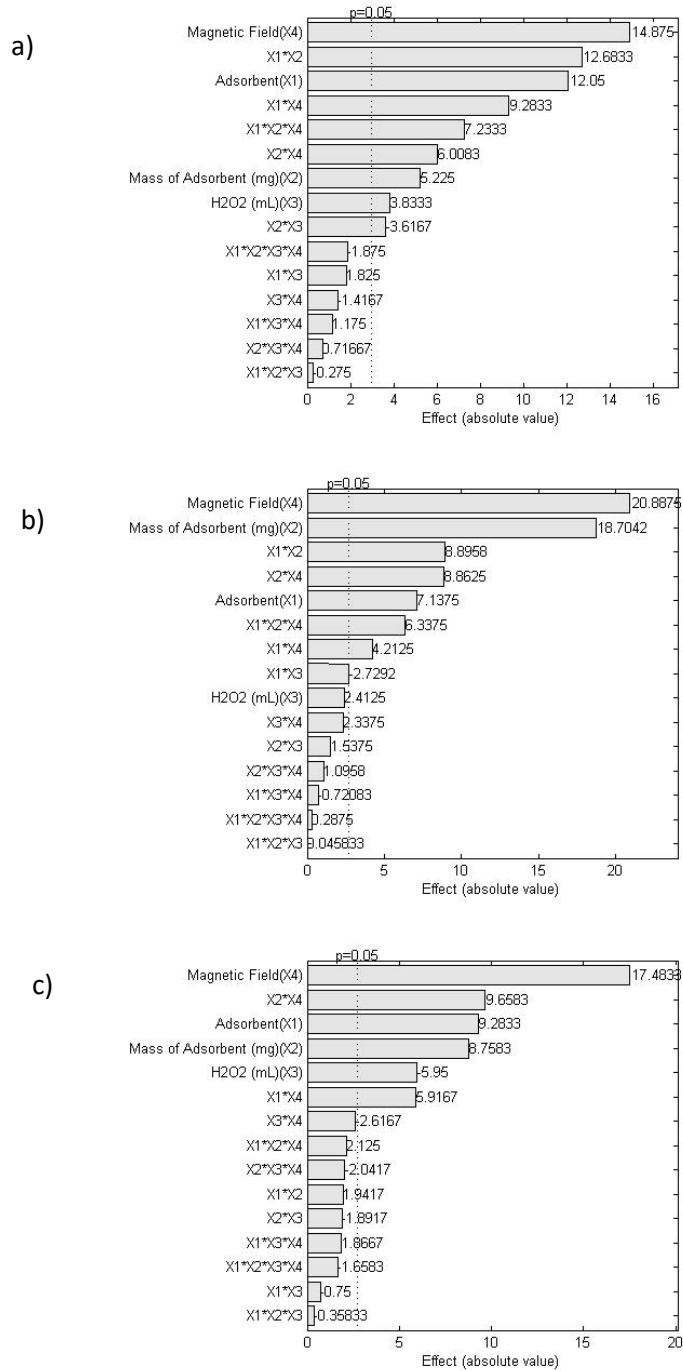 a)
p=0.05
Magnetic Field(X4) 14.875
X1*X2 12.6833
Adsorbent(X1) 12.05
X1*X4 9.2833
X1*X2*X4 7.2333
X2*X4 6.0083
Mass of Adsorbent (mg)(X2) 5.225
H2O2 (mL)(X3) 3.8333
X2*X3 -3.6167
X1*X2*X3*X4 -1.875
X1*X3 1.825
X3*X4 -1.4167
X1*X3*X4 1.175
X2*X3*X4 0.71667
X1*X2*X3 -0.275
0 2 4 6 8 10 12 14 16
Effect (absolute value)
b)
p=0.05
Magnetic Field(X4) 20.8875
Mass of Adsorbent (mg)(X2) 18.7042
X1*X2 8.8958
X2*X4 8.8625
Adsorbent(X1) 7.1375
X1*X2*X4 6.3375
X1*X4 4.2125
X1*X3 -2.7292
H2O2 (mL)(X3) 2.4125
X3*X4 2.3375
X2*X3 1.5375
X2*X3*X4 1.0958
X1*X3*X4 -0.72083
X1*X2*X3*X4 0.2875
X1*X2*X3 0.045833
0 5 10 15 20
Effect (absolute value)
c)
p=0.05
Magnetic Field(X4) 17.4833
X2*X4 9.6583
Adsorbent(X1) 9.2833
Mass of Adsorbent (mg)(X2) 8.7583
H2O2 (mL)(X3) -5.95
X1*X4 5.9167
X3*X4 -2.6167
X1*X2*X4 2.125
X2*X3*X4 -2.0417
X1*X2 1.9417
X2*X3 -1.8917
X1*X3*X4 1.8667
X1*X2*X3*X4 -1.6583
X1*X3 -0.75
X1*X2*X3 -0.35833
0 5 10 15 20
Effect (absolute value)